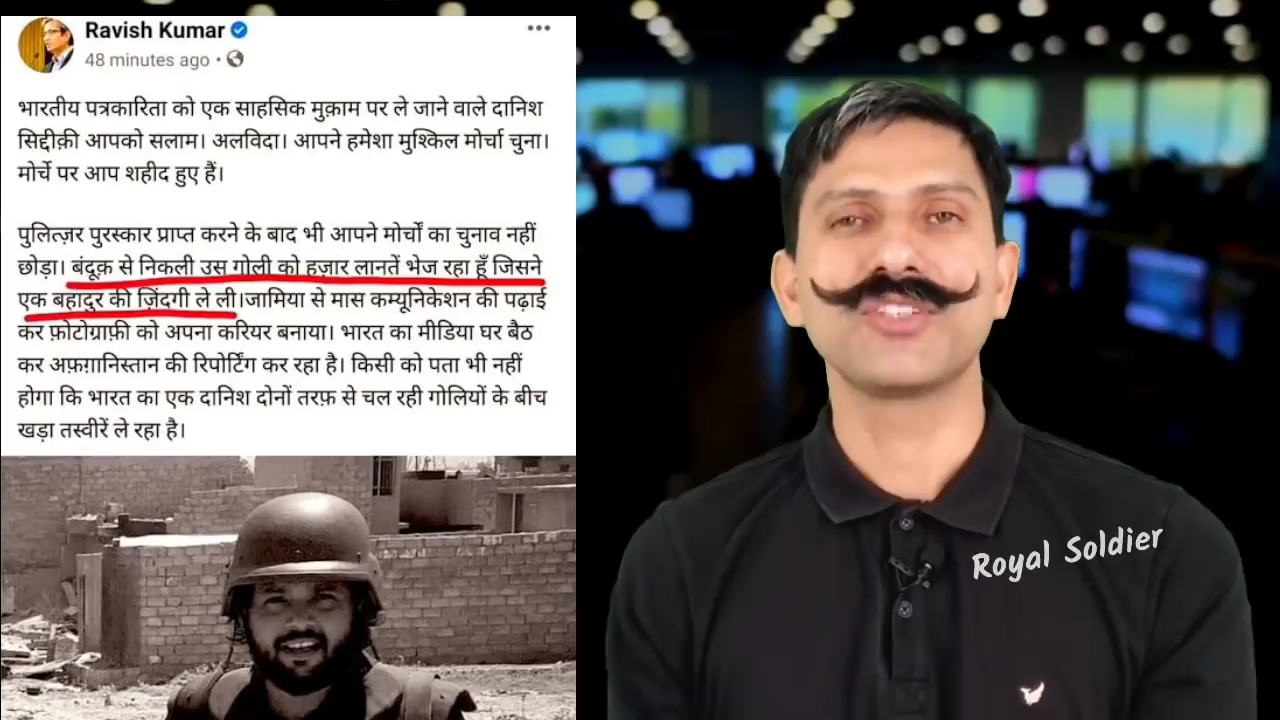 Ravish Kumar
48 minutes ago
भारतीय पत्रकारिता को एक साहसिक मुक़ाम पर ले जाने वाले दानिश
सिद्दीक़ी आपको सलाम। अलविदा। आपने हमेशा मुश्किल मोर्चा चुना।
मोर्चे पर आप शहीद हुए हैं।
पुलित्ज़र पुरस्कार प्राप्त करने के बाद भी आपने मोर्चों का चुनाव नहीं
छोड़ा। बंदूक़ से निकली उस गोली को हज़ार लानतें भेज रहा हूँ जिसने
एक बहादुर की ज़िंदगी ले ली।जामिया से मास कम्यूनिकेशन की पढ़ाई
कर फ़ोटोग्राफ़ी को अपना करियर बनाया। भारत का मीडिया घर बैठ
कर अफ़ग़ानिस्तान की रिपोर्टिंग कर रहा है। किसी को पता भी नहीं
होगा कि भारत का एक दानिश दोनों तरफ़ से चल रही गोलियों के बीच
खड़ा तस्वीरें ले रहा है।
Royal Soldier